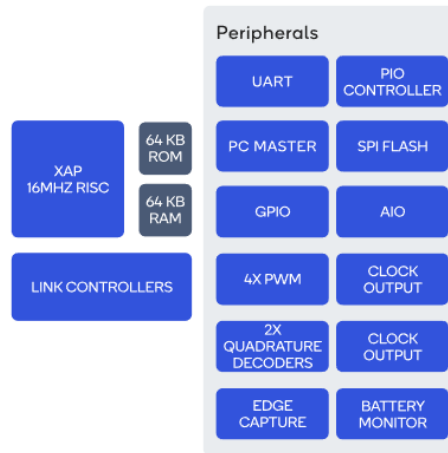 Peripherals
UART
PIO
CONTROLLER
XAP
16MHZ RISC
64 KB
ROM
64 KB
RAM
PC MASTER
SPI FLASH
GPIO
AIO
LINK CONTROLLERS
4X PWM
CLOCK
OUTPUT
2X
QUADRATURE
DECODERS
CLOCK
OUTPUT
EDGE
CAPTURE
BATTERY
MONITOR